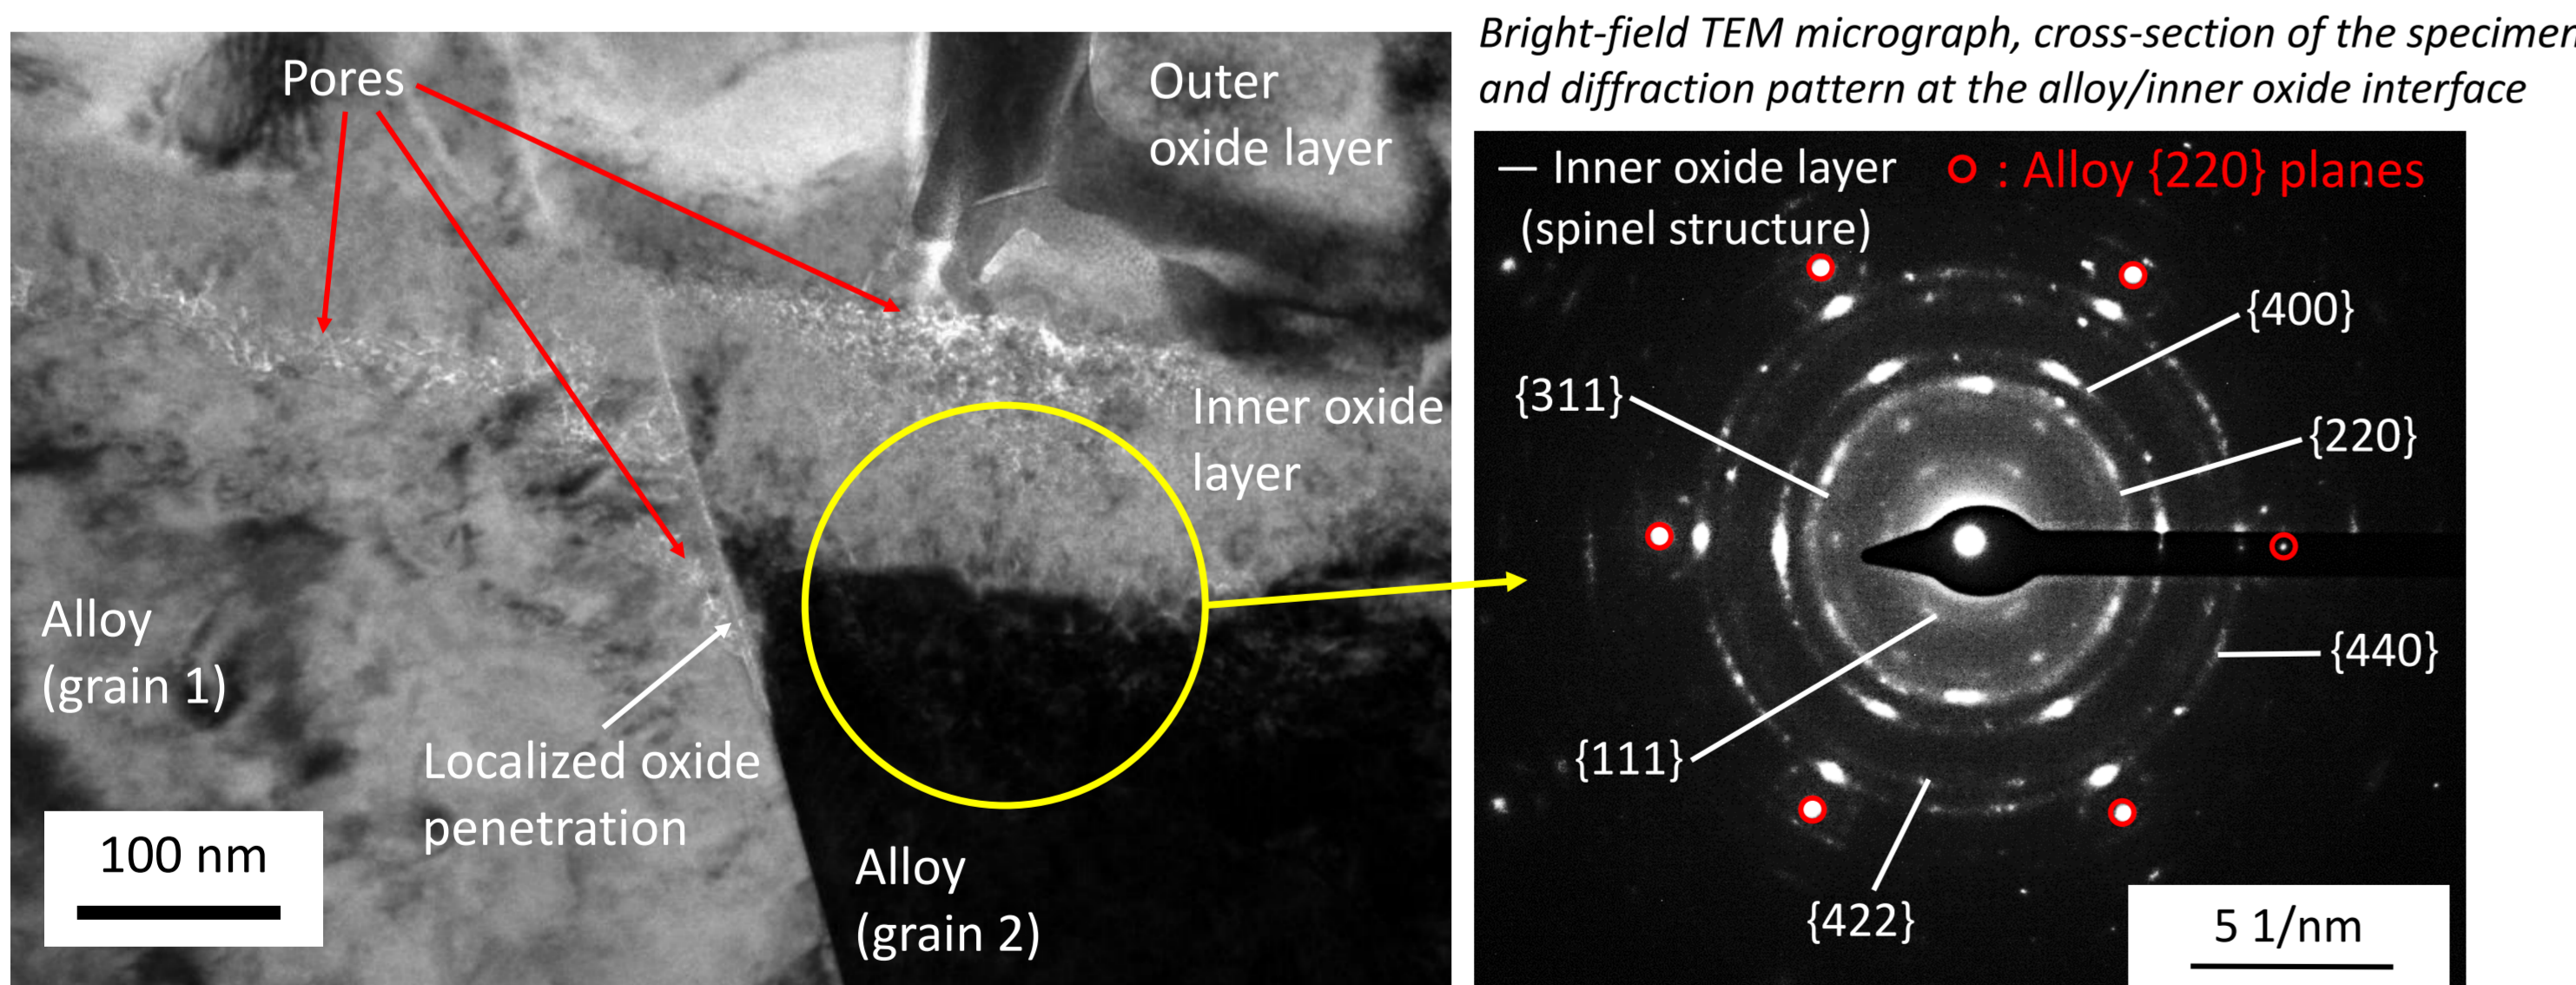 Bright-field TEM micrograph, cross-section of the specimen
and diffraction pattern at the alloy/inner oxide interface
Pores
Outer
oxide layer
Inner oxide
layer
Alloy
(grain 1)
Localized oxide
penetration
Alloy
(grain 2)
100 nm
— Inner oxide layer
(spinel structure)
: Alloy {220} planes
{400}
{311}
{220}
{440}
{111}
{422}
5 1/nm